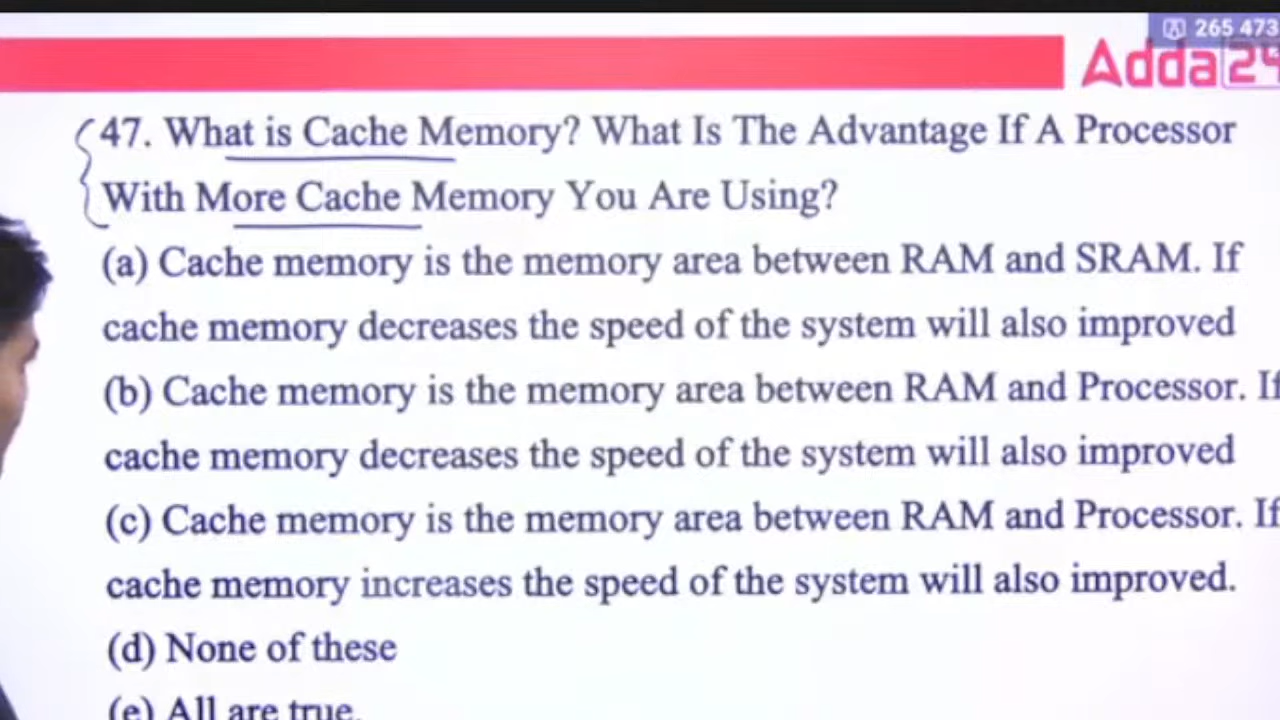 265 473
Adda24
47. What is Cache Memory? What Is The Advantage If A Processor
With More Cache Memory You Are Using?
(a) Cache memory is the memory area between RAM and SRAM. If
cache memory decreases the speed of the system will also improved
(b) Cache memory is the memory area between RAM and Processor. If
cache memory decreases the speed of the system will also improved
(c) Cache memory is the memory area between RAM and Processor. If
cache memory increases the speed of the system will also improved.
(d) None of these
(e) All are true.